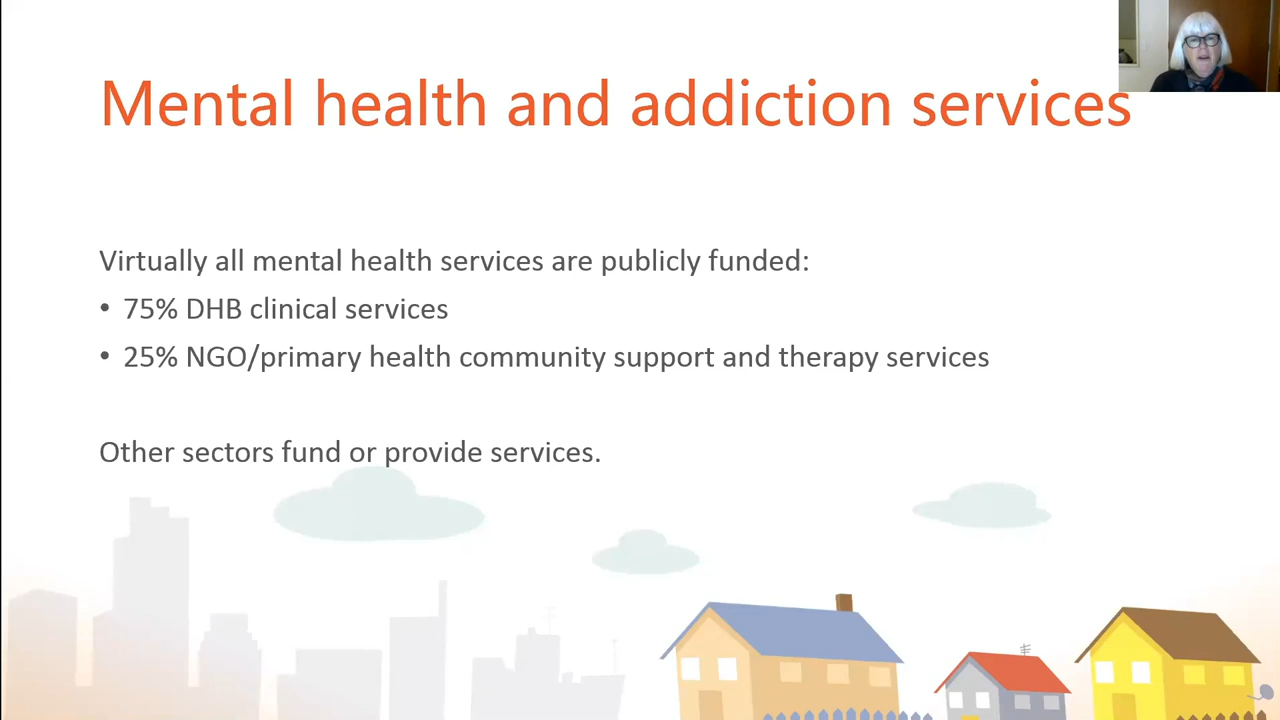 Mental health and addiction services
Virtually all mental health services are publicly funded:
• 75% DHB clinical services
• 25% NGO/primary health community support and therapy services
Other sectors fund or provide services.